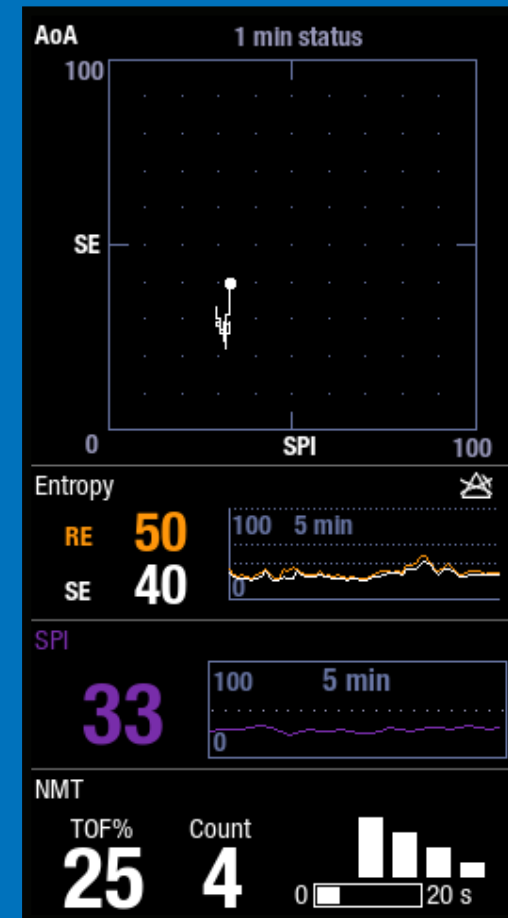 AoA 1 min status
100
SE
0 SPI 100
Entropy
RE 50
SE 40
100 5 min
0
SPI
33
100 5 min
0
NMT
TOF% Count
25 4
0 20 s